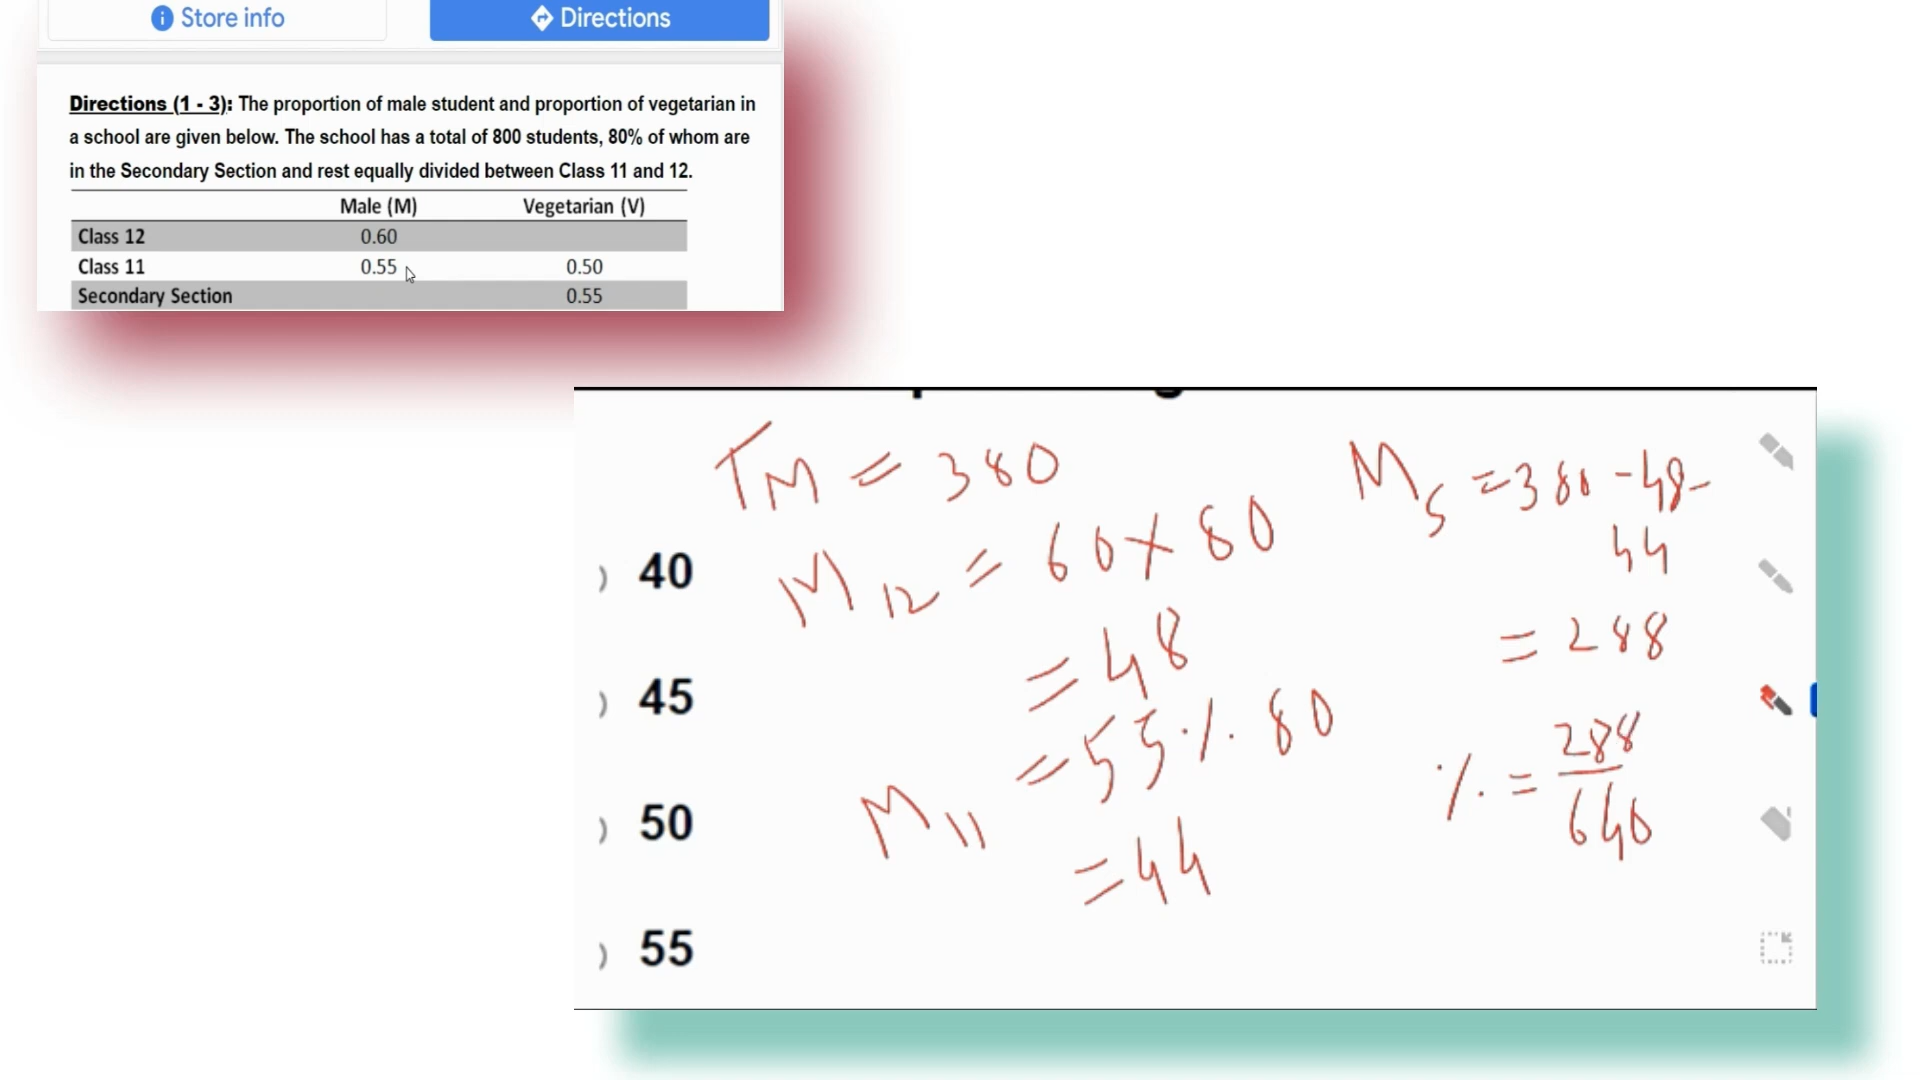 Store info
Directions
Directions (1 - 3): The proportion of male student and proportion of vegetarian in
a school are given below. The school has a total of 800 students, 80% of whom are
in the Secondary Section and rest equally divided between Class 11 and 12.
Male (M) Vegetarian (V)
Class 12 0.60
Class 11 0.55 0.50
Secondary Section 0.55
) 40
) 45
) 50
) 55
TM = 380
M12 = 60 × 80
= 48
= 55% 80
M11
= 44
MS = 380 - 48 -
44
= 288
% = 288
640